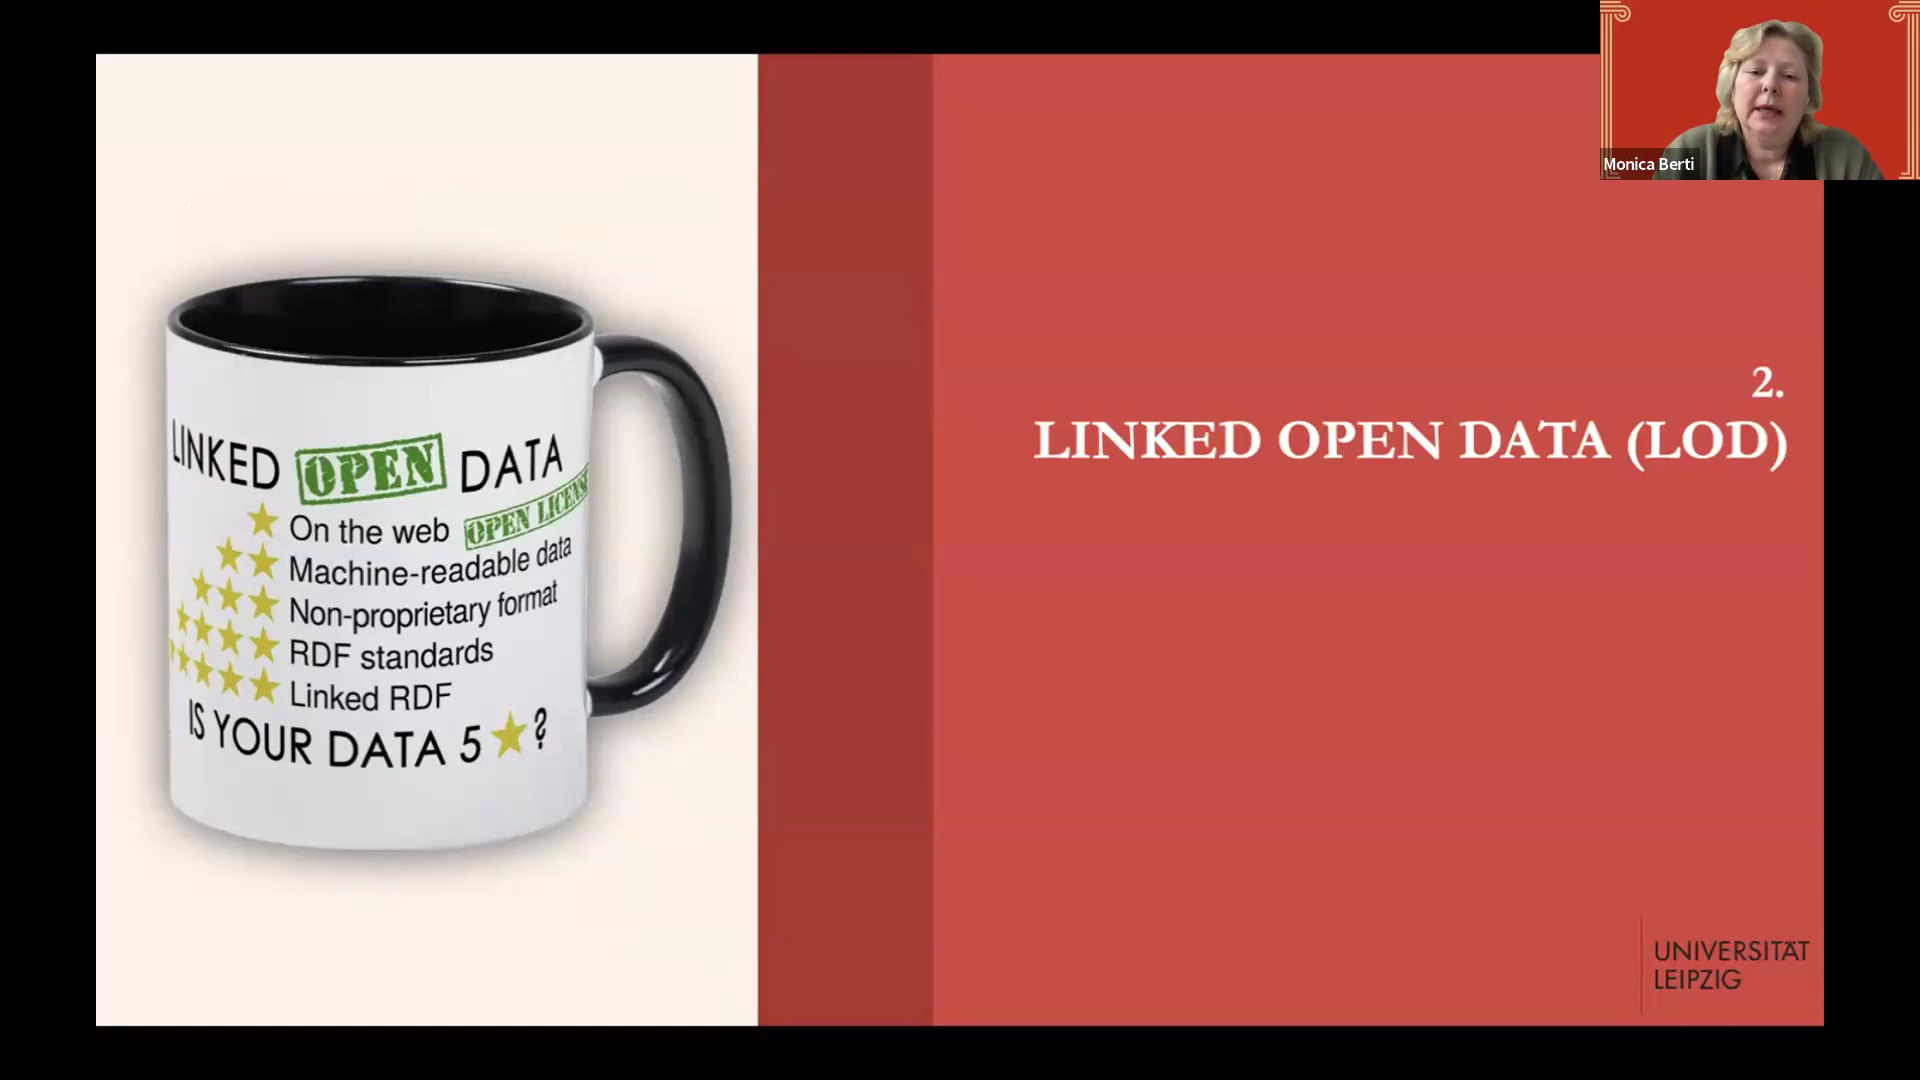 Monica Berti
2.
LINKED OPEN DATA (LOD)
LINKED OPEN DATA
On the web OPEN LICENSE
Machine-readable data
Non-proprietary format
RDF standards
Linked RDF
IS YOUR DATA 5 ★ ?
UNIVERSITÄT
LEIPZIG